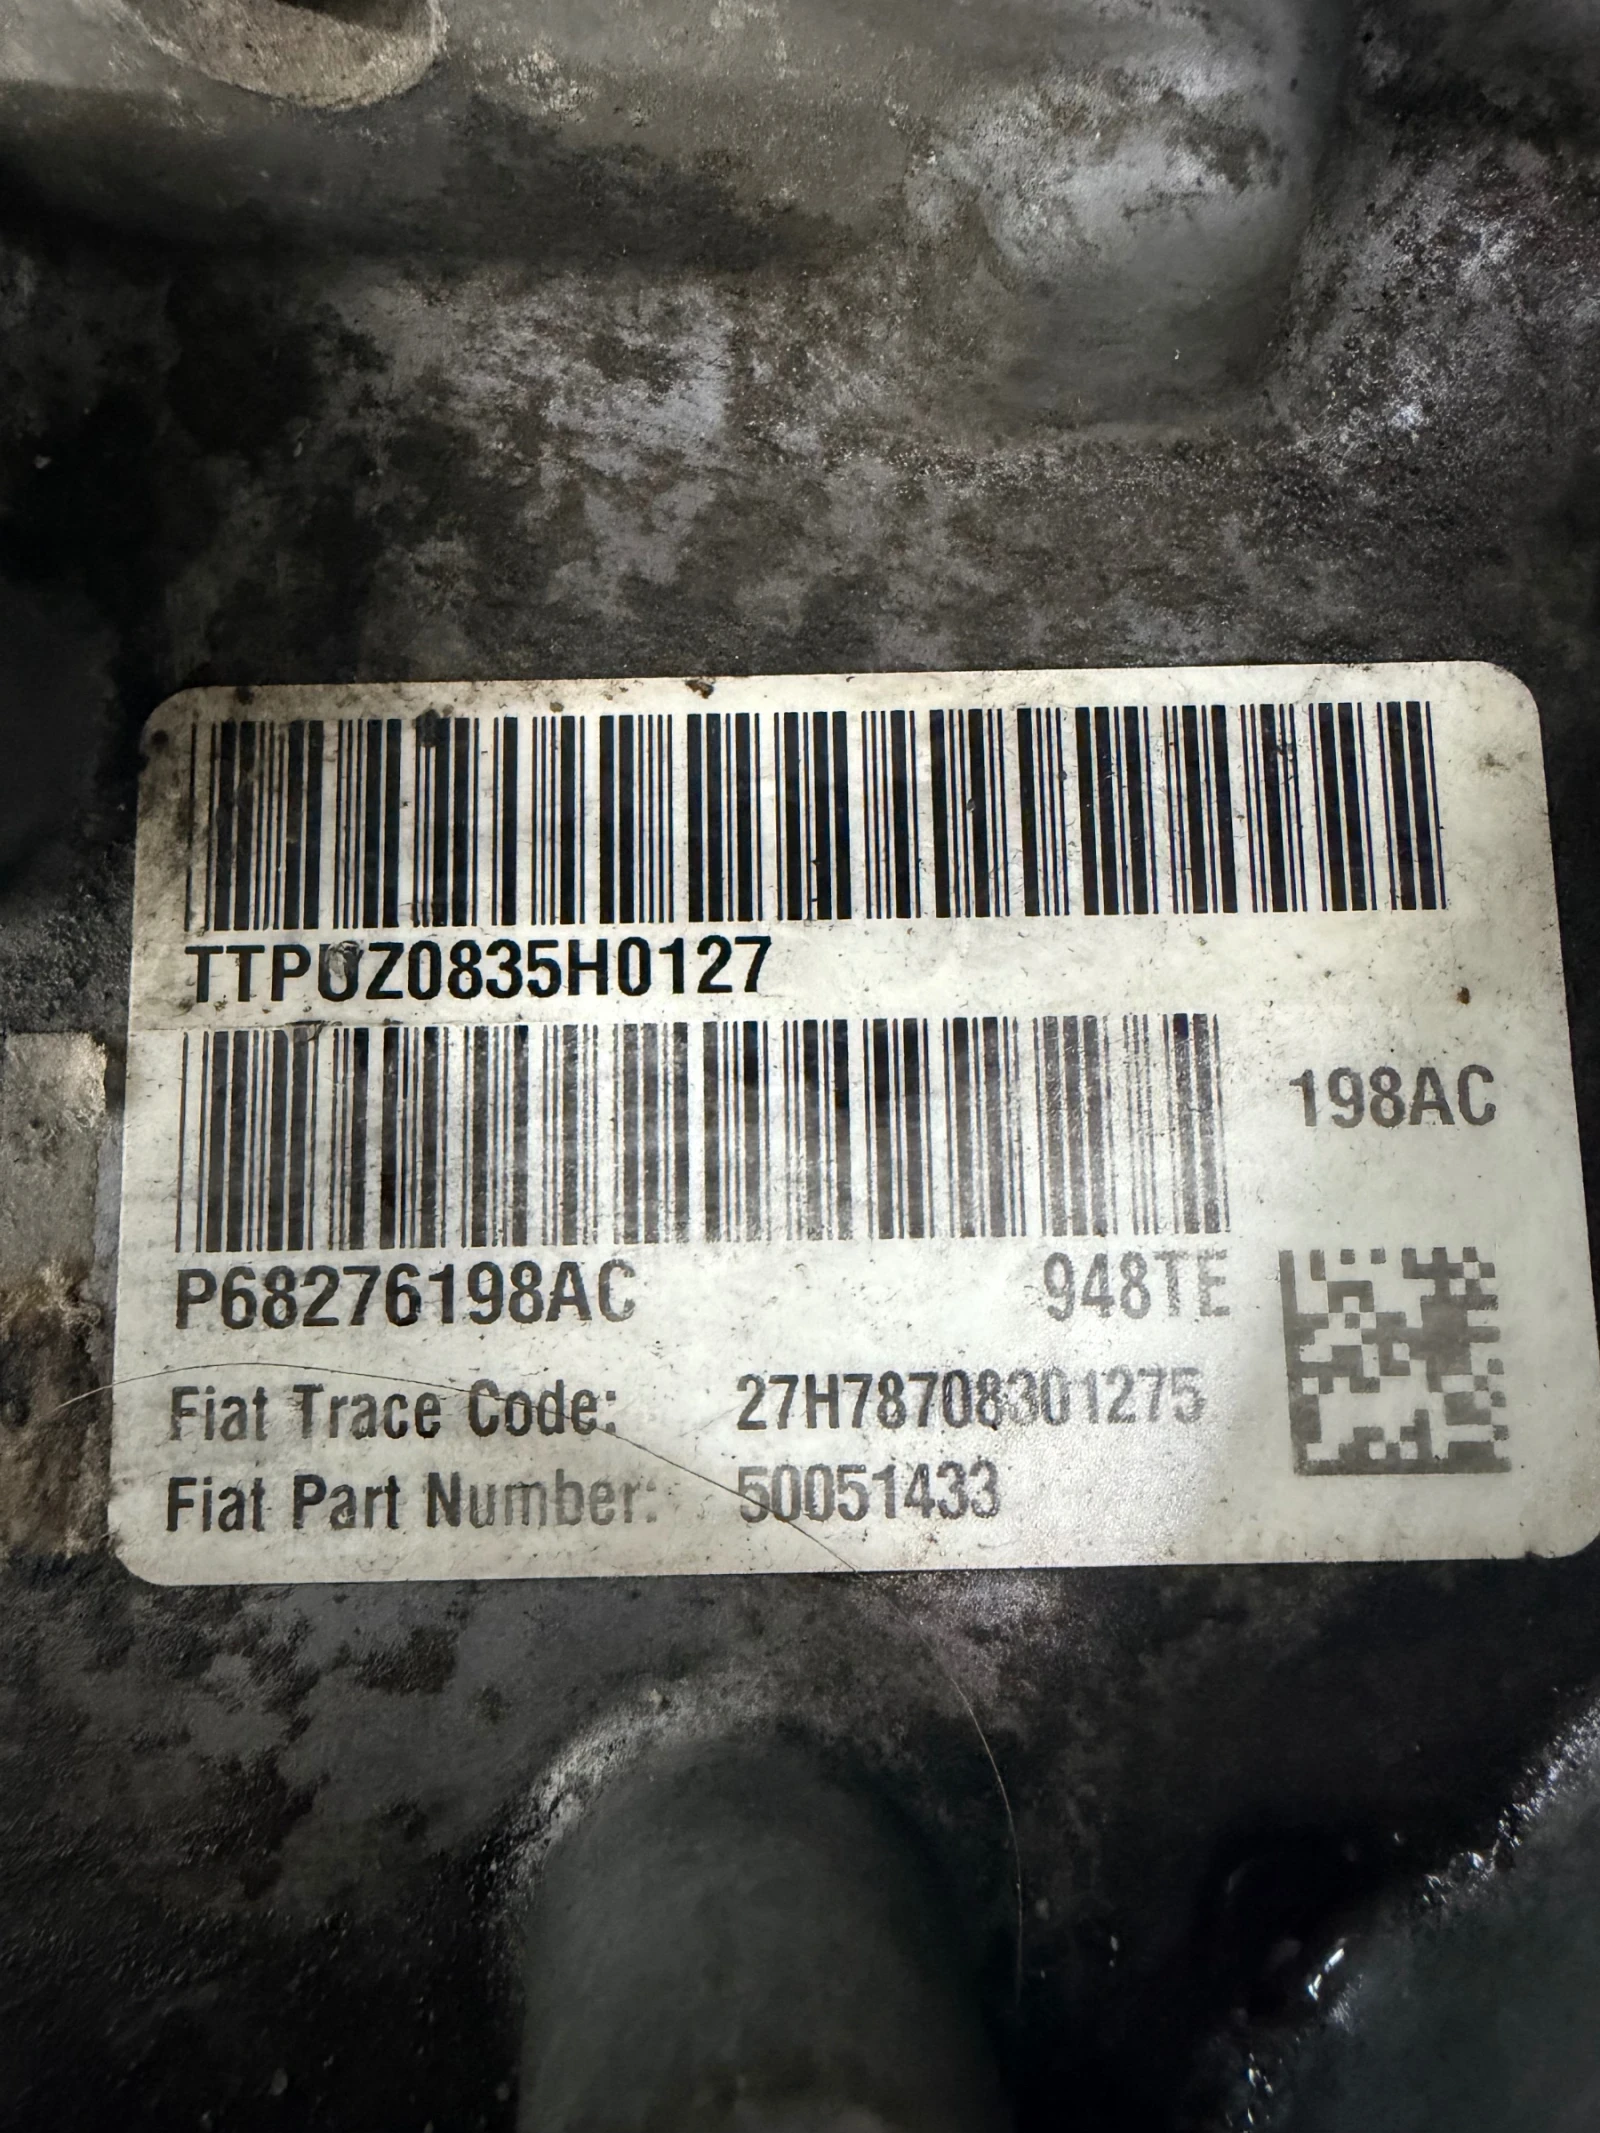 TTPUZ0835H0127
198AC
P68276198AC 948TE
Fiat Trace Code: 27H78708301275
Fiat Part Number: 50051433